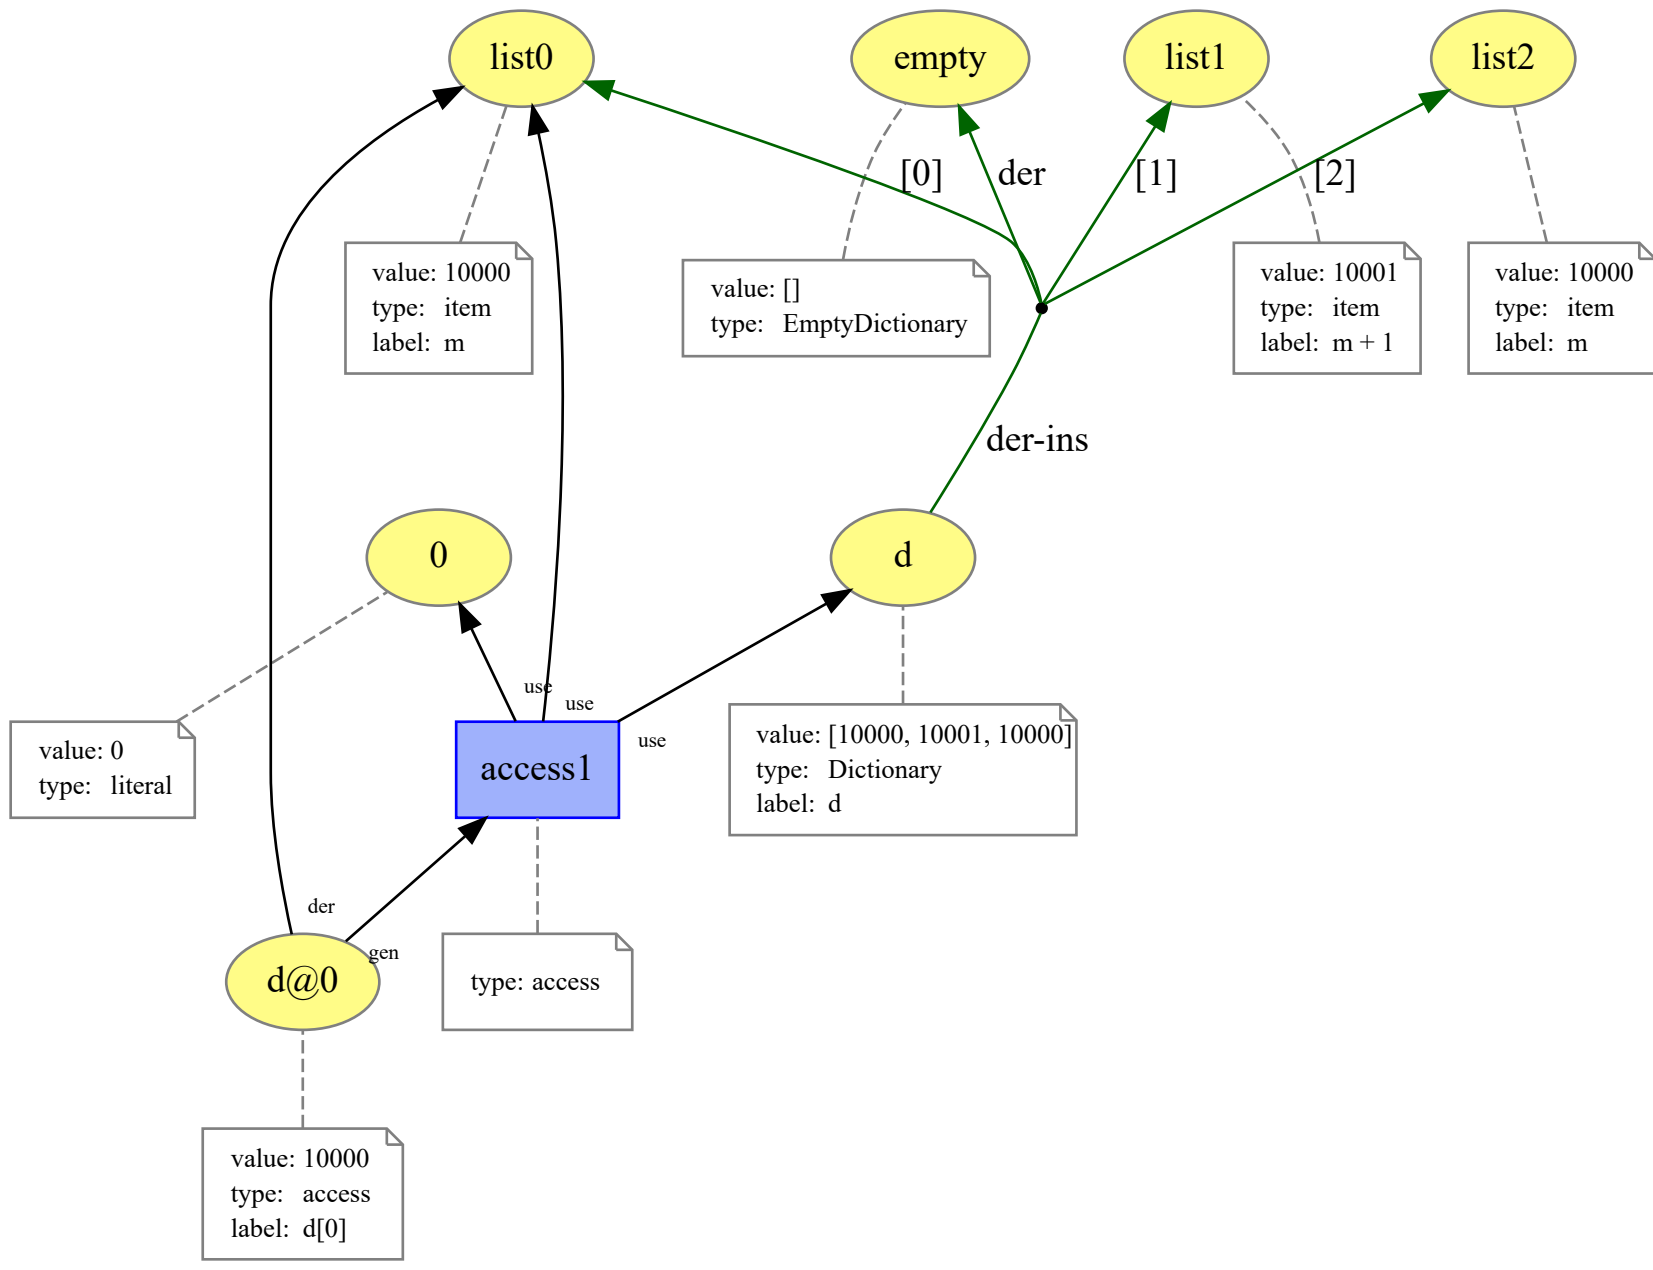 list0
empty
list1
list2
[0]
der
[1]
[2]
value: 10000
type: item
label: m
value: []
type: EmptyDictionary
value: 10001
type: item
label: m + 1
value: 10000
type: item
label: m
der-ins
0
d
use
use
use
value: 0
type: literal
access1
value: [10000, 10001, 10000]
type: Dictionary
label: d
der
gen
d@0
type: access
value: 10000
type: access
label: d[0]